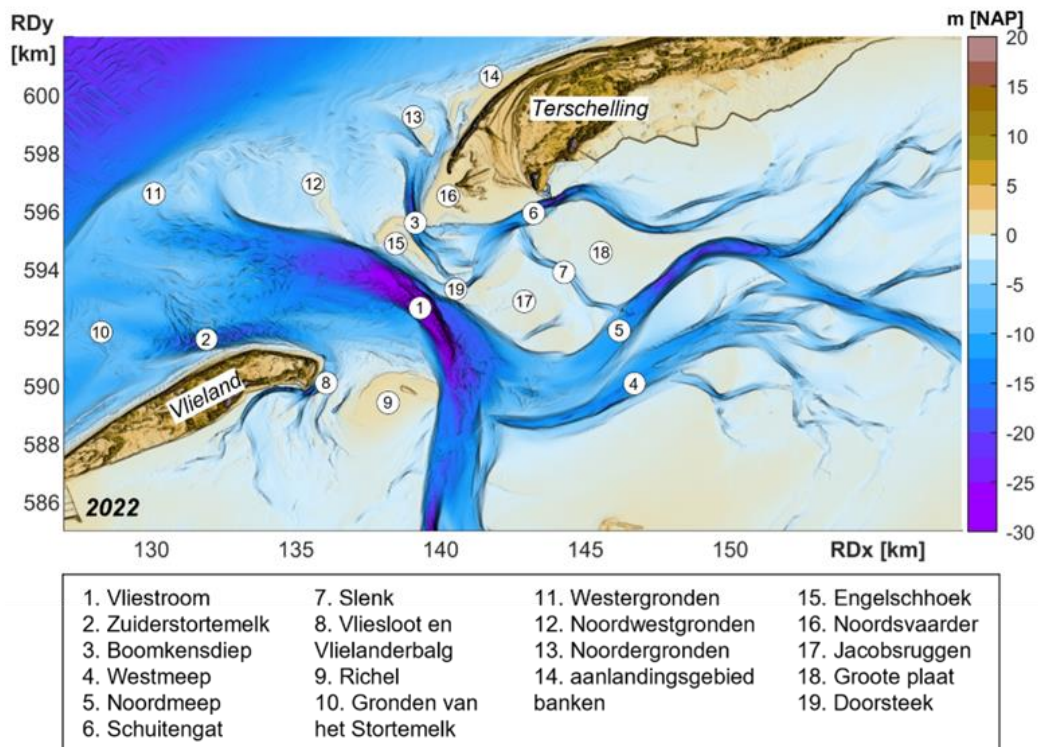 RDy
[km]
m [NAP]
600
598
596
594
592
590
588
586
20
15
10
5
0
-5
-10
-15
-20
-25
-30
14
13
Terschelling
11
12
16
3
6
15
18
7
19
17
1
5
10
2
8
4
Vlieland
9
2022
130
135
140
145
150
RDx [km]
1. Vliestroom
2. Zuiderstortemelk
3. Boomkensdiep
4. Westmeep
5. Noordmeep
6. Schuitengat
7. Slenk
8. Vliesloot en
Vlielanderbalg
9. Richel
10. Gronden van
het Stortemelk
11. Westergronden
12. Noordwestgronden
13. Noordergronden
14. aanlandingsgebied
banken
15. Engelschhoek
16. Noordsvaarder
17. Jacobsruggen
18. Groote plaat
19. Doorsteek